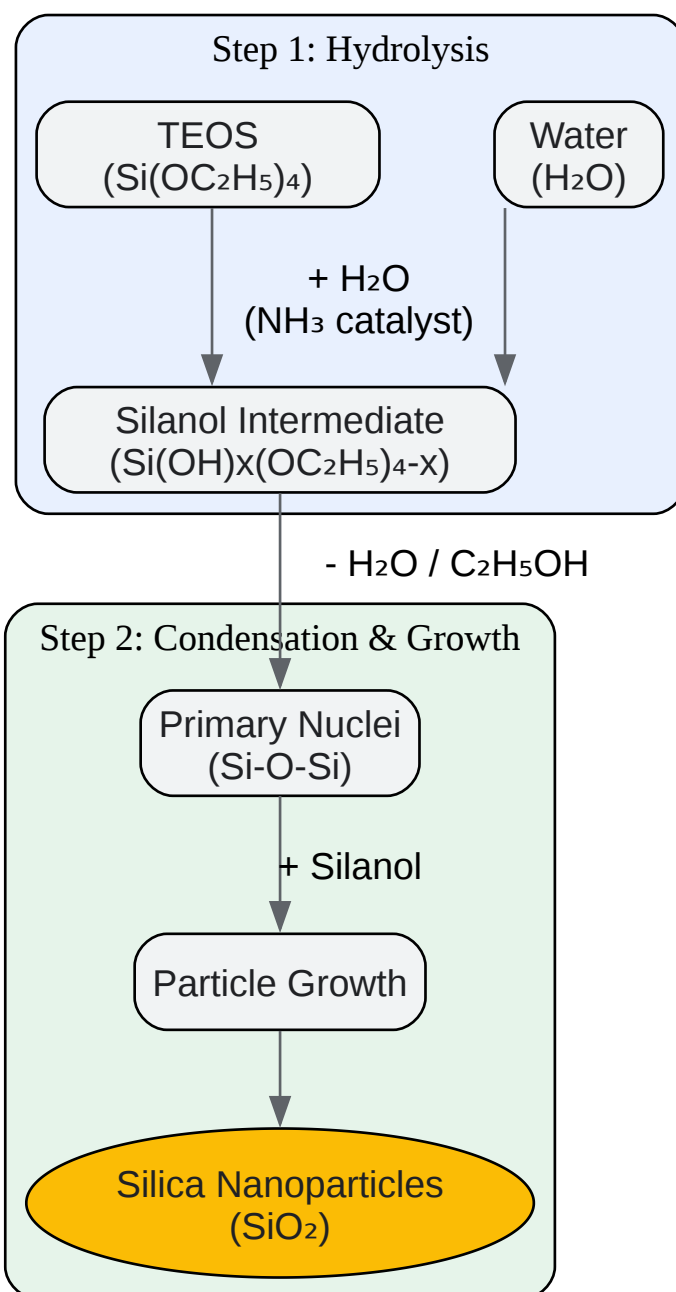 Step 1: Hydrolysis
TEOS
(Si(OC₂H₅)₄)
Water
(H₂O)
+ H₂O
(NH₃ catalyst)
Silanol Intermediate
(Si(OH)x(OC₂H₅)₄-x)
- H₂O / C₂H₅OH
Step 2: Condensation & Growth
Primary Nuclei
(Si-O-Si)
+ Silanol
Particle Growth
Silica Nanoparticles
(SiO₂)